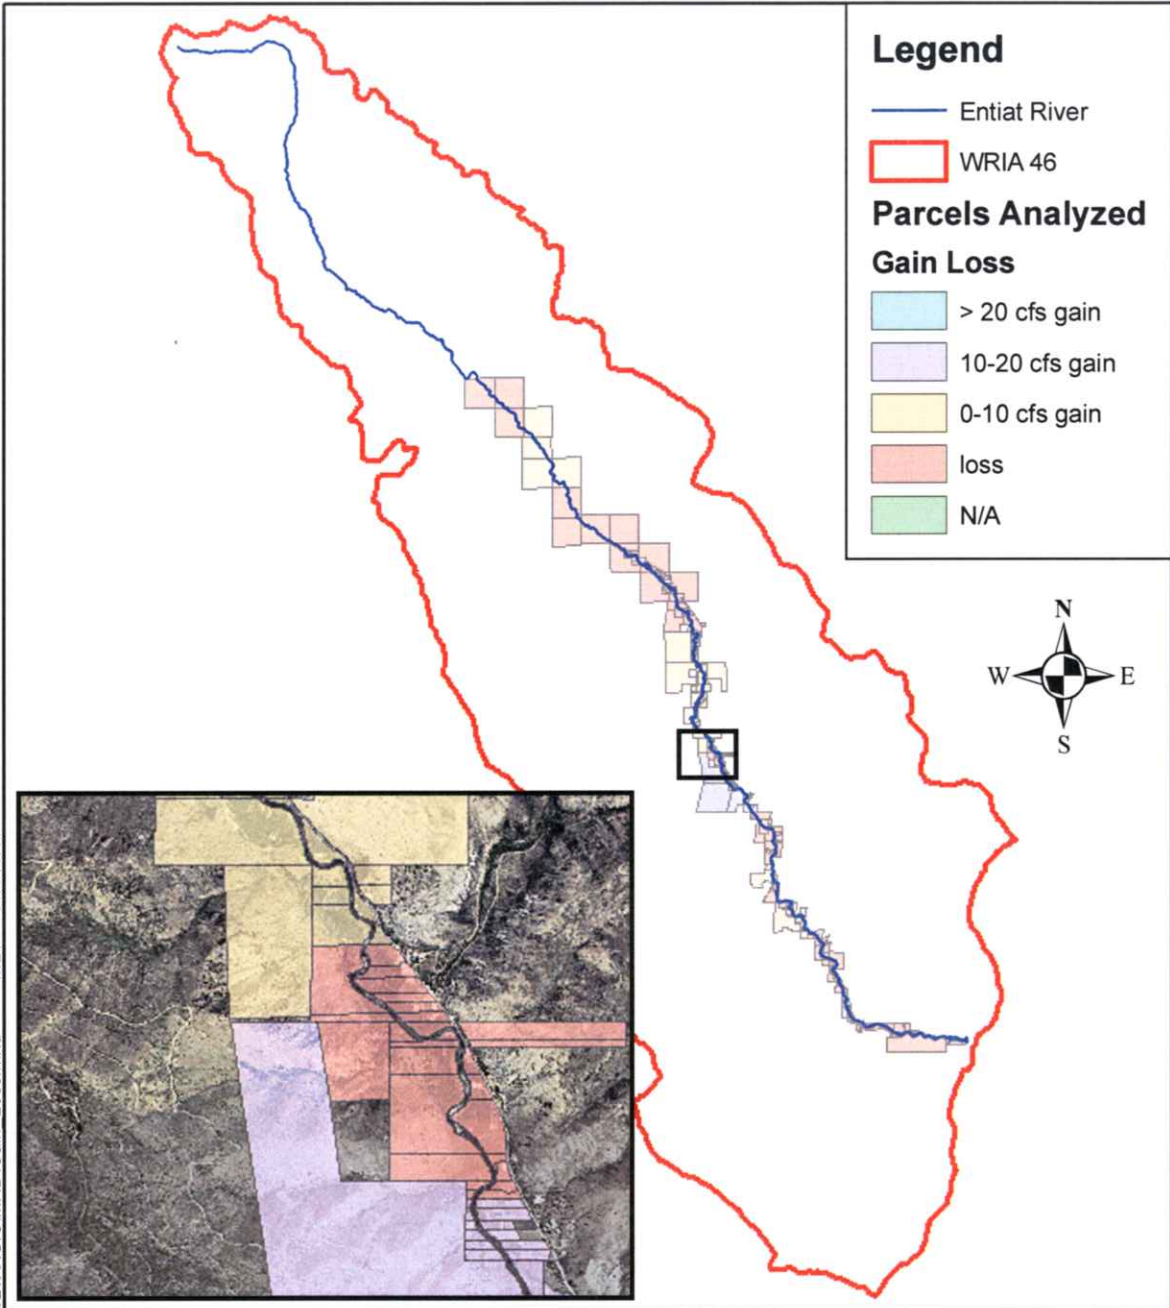 Legend
Entiat River
WRIA 46
Parcels Analyzed
Gain Loss
> 20 cfs gain
10-20 cfs gain
0-10 cfs gain
loss
N/A
N
W E
S